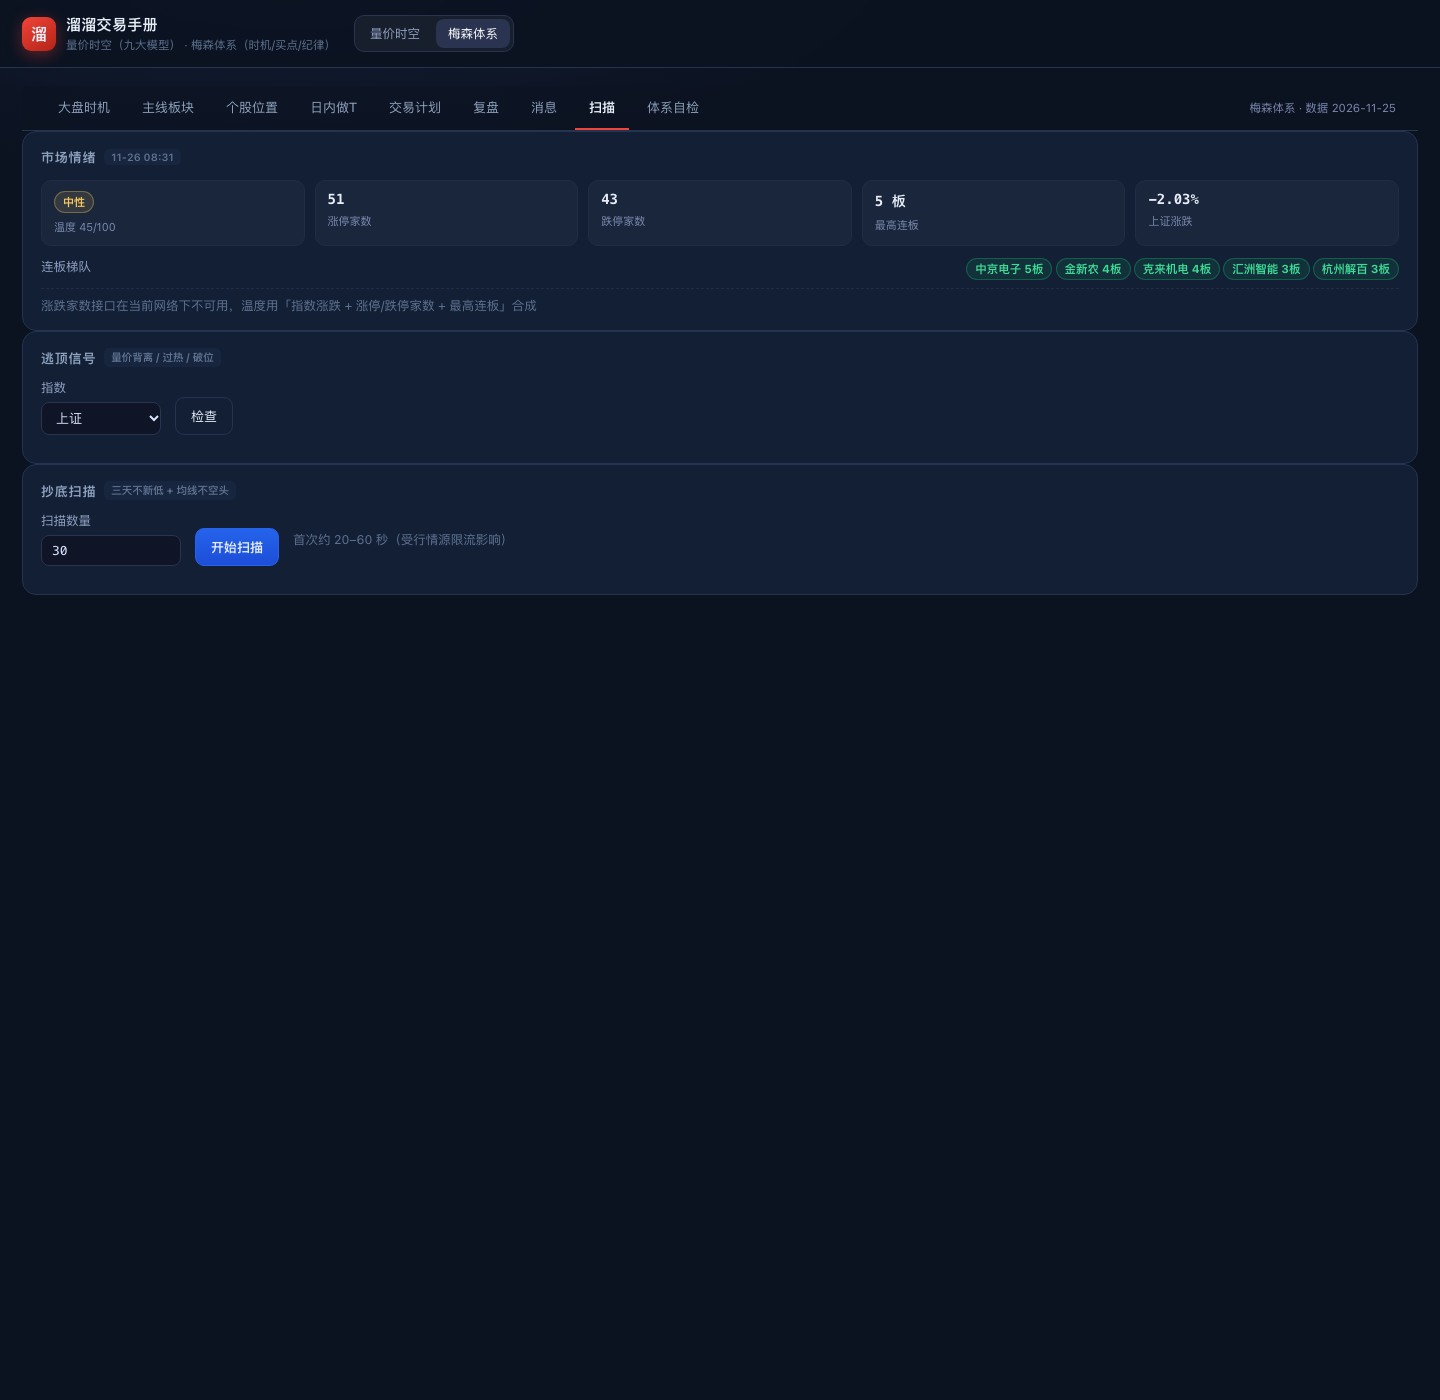 溜
溜溜交易手册
量价时空（九大模型） · 梅森体系（时机/买点/纪律）
量价时空
梅森体系
大盘时机
主线板块
个股位置
日内做T
交易计划
复盘
消息
扫描
体系自检
梅森体系 · 数据 2026-11-25
市场情绪
11-26 08:31
中性
温度 45/100
51
涨停家数
43
跌停家数
5 板
最高连板
-2.03%
上证涨跌
连板梯队
中京电子 5板
金新农 4板
克来机电 4板
汇洲智能 3板
杭州解百 3板
涨跌家数接口在当前网络下不可用，温度用「指数涨跌 + 涨停/跌停家数 + 最高连板」合成
逃顶信号
量价背离 / 过热 / 破位
指数
上证
检查
抄底扫描
三天不新低 + 均线不空头
扫描数量
30
开始扫描
首次约 20–60 秒（受行情源限流影响）